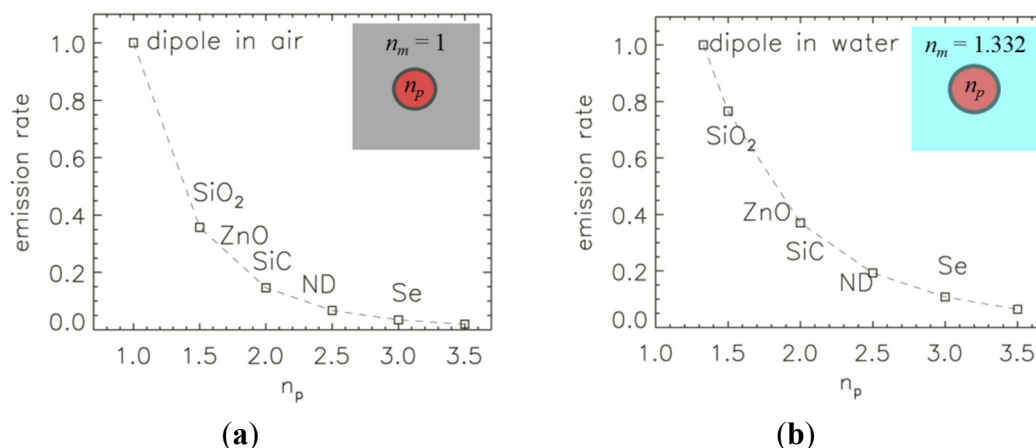 dipole in air
n_m = 1
n_p
SiO₂
ZnO
SiC
ND
Se
1.0
0.8
0.6
0.4
0.2
0.0
emission rate
1.0 1.5 2.0 2.5 3.0 3.5
n_p
(a)
dipole in water
n_m = 1.332
n_p
SiO₂
ZnO
SiC
ND
Se
1.0
0.8
0.6
0.4
0.2
0.0
emission rate
1.0 1.5 2.0 2.5 3.0 3.5
n_p
(b)